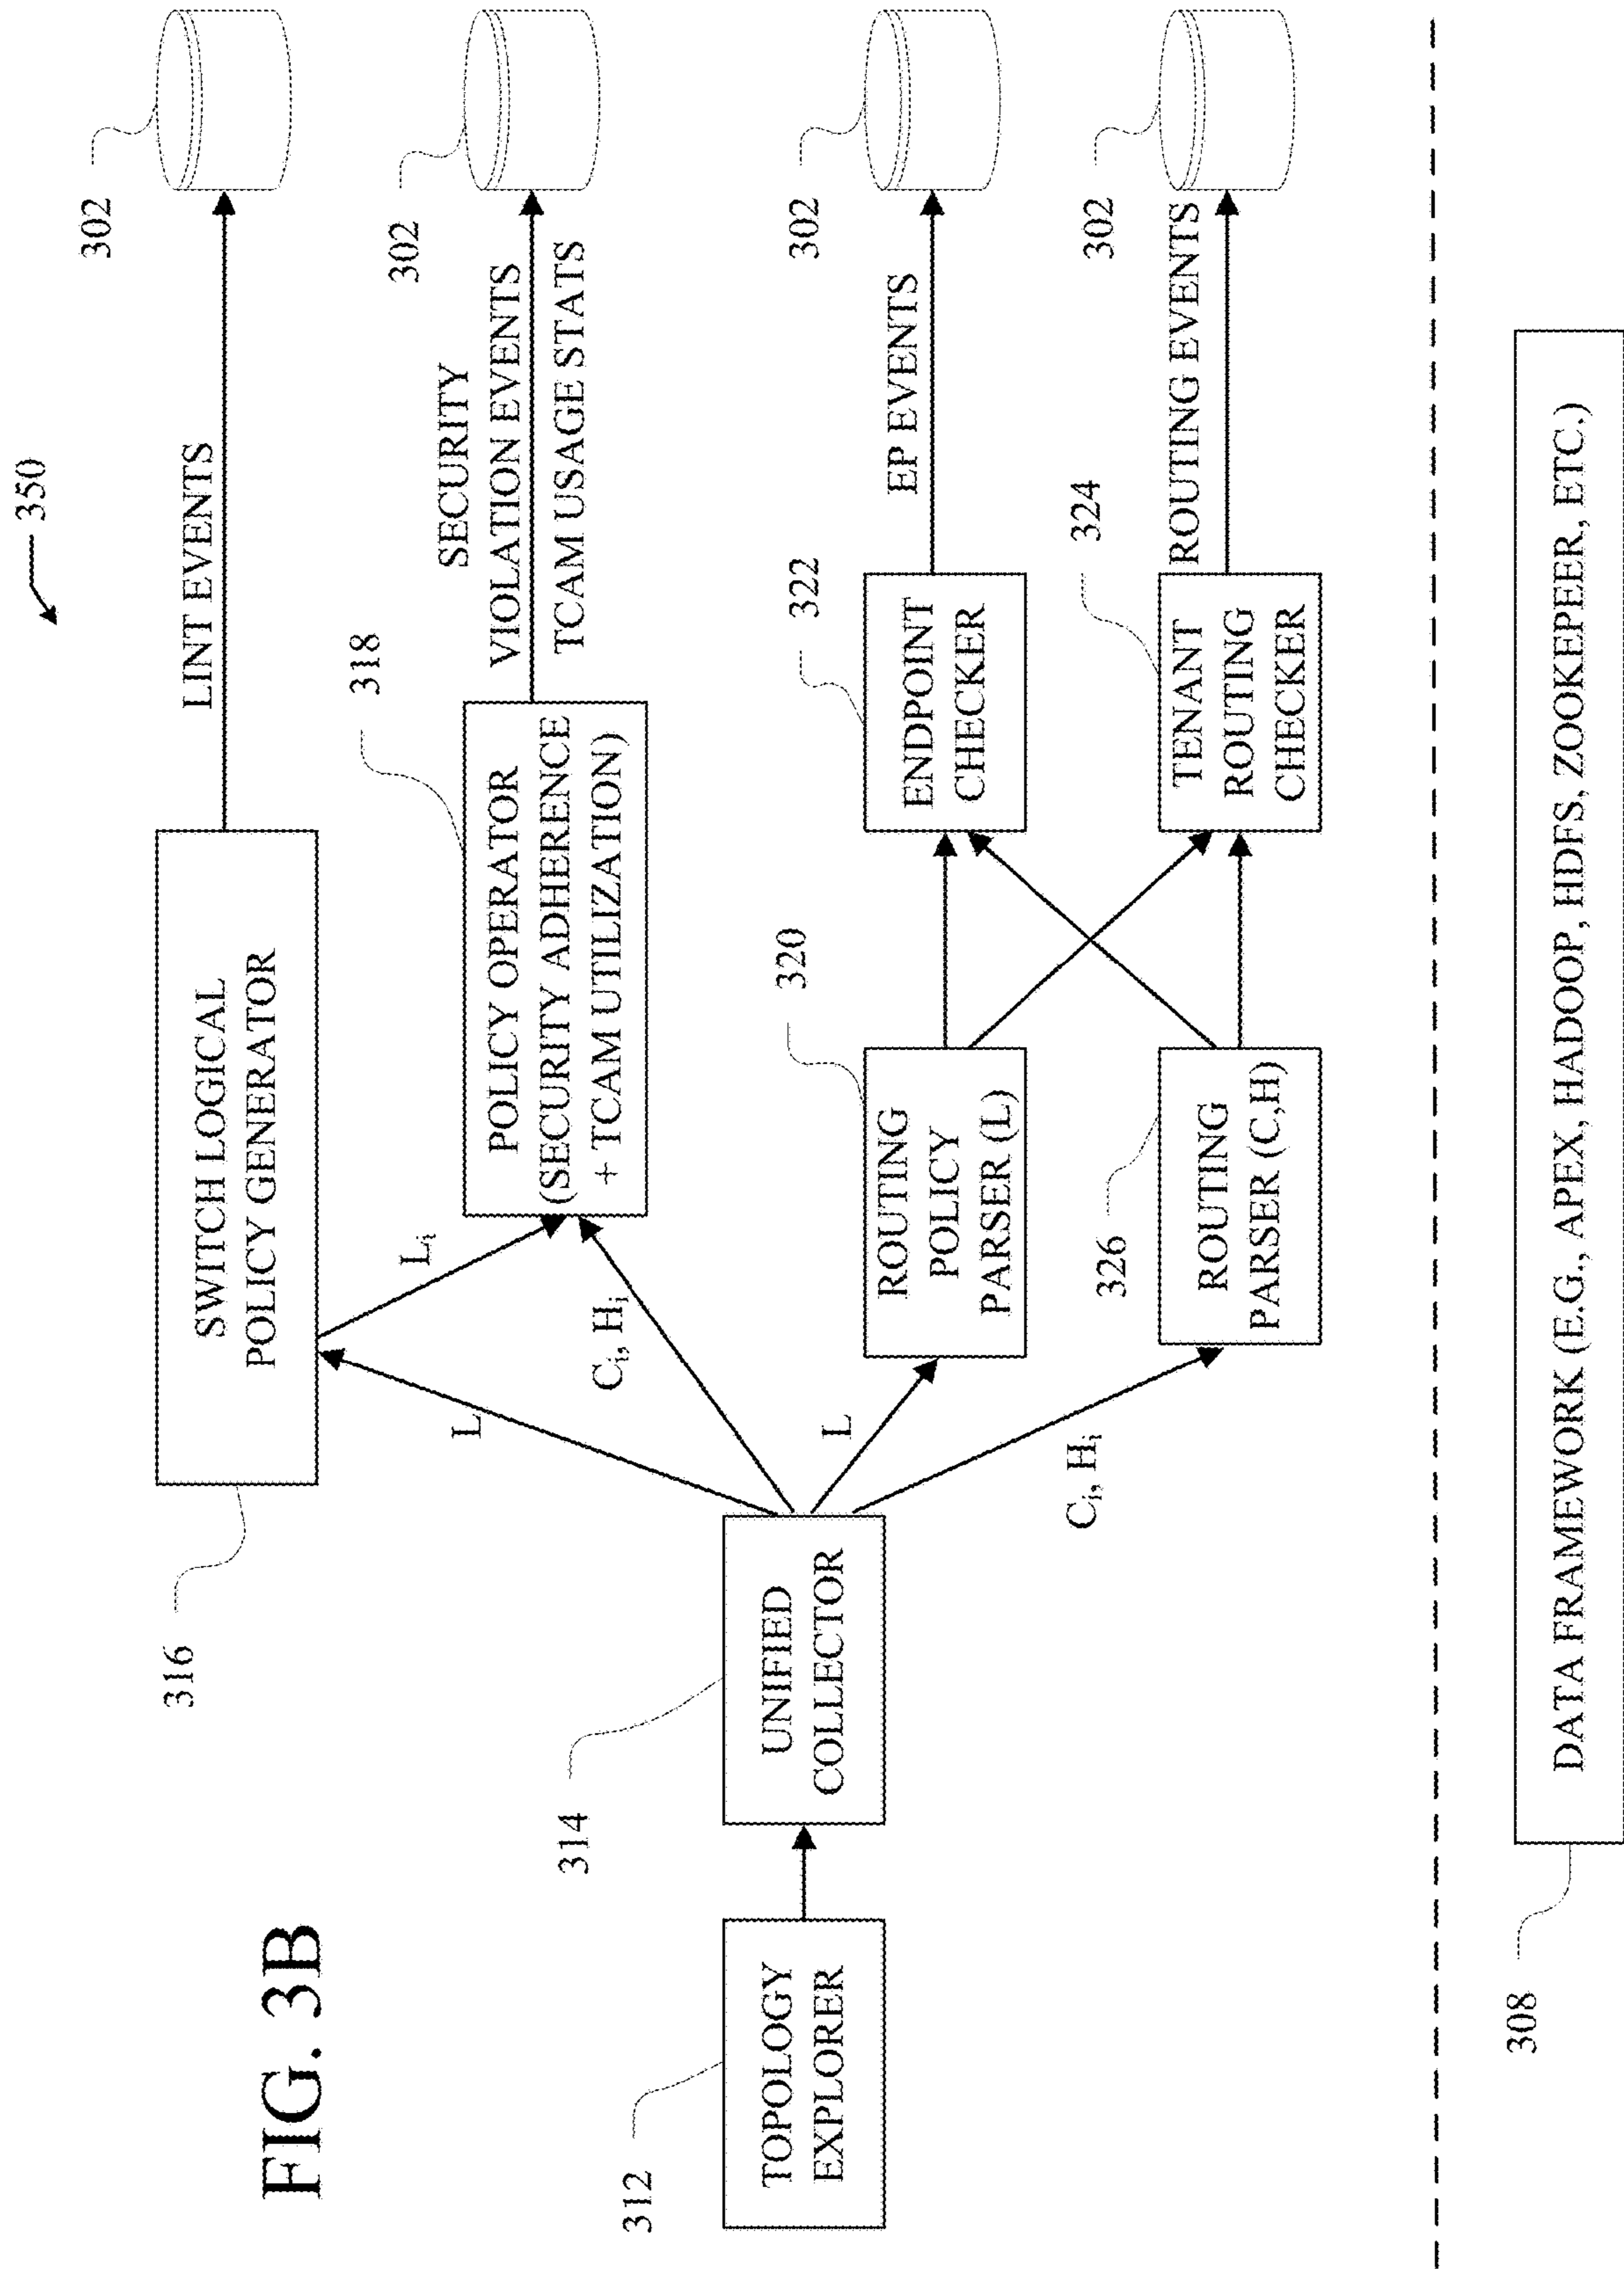 FIG. 3B
350
316
SWITCH LOGICAL
POLICY GENERATOR
LINT EVENTS
302
L
Li
318
POLICY OPERATOR
(SECURITY ADHERENCE
+ TCAM UTILIZATION)
SECURITY
VIOLATION EVENTS
TCAM USAGE STATS
302
Ci, Hi
312
TOPOLOGY
EXPLORER
314
UNIFIED
COLLECTOR
L
320
ROUTING
POLICY
PARSER (L)
322
ENDPOINT
CHECKER
EP EVENTS
302
Ci, Hi
326
ROUTING
PARSER (C,H)
324
TENANT
ROUTING
CHECKER
ROUTING EVENTS
302
308
DATA FRAMEWORK (E.G., APEX, HADOOP, HDFS, ZOOKEPEER, ETC.)